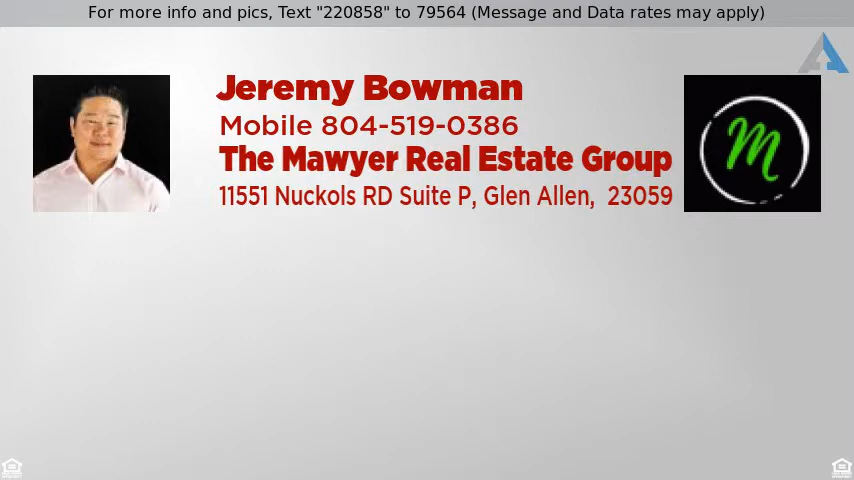 For more info and pics, Text "220858" to 79564 (Message and Data rates may apply)
Jeremy Bowman
Mobile 804-519-0386
The Mawyer Real Estate Group
11551 Nuckols RD Suite P, Glen Allen,  23059
M